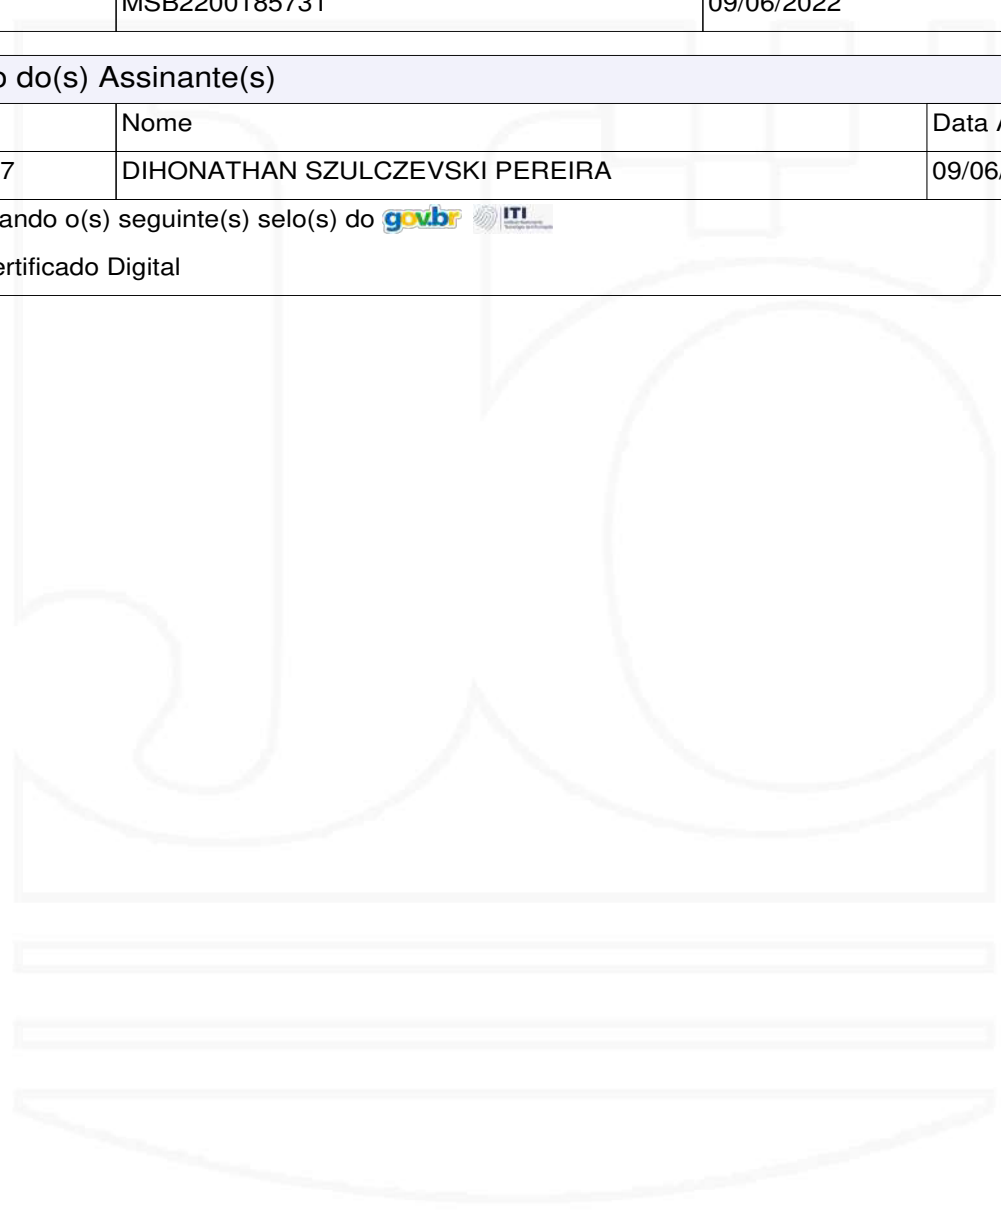 MSB2200185731 09/06/2022
o do(s) Assinante(s)
Nome Data
7 DIHONATHAN SZULCZEVSKI PEREIRA 09/06/
ando o(s) seguinte(s) selo(s) do gov.br ITI
ertificado Digital